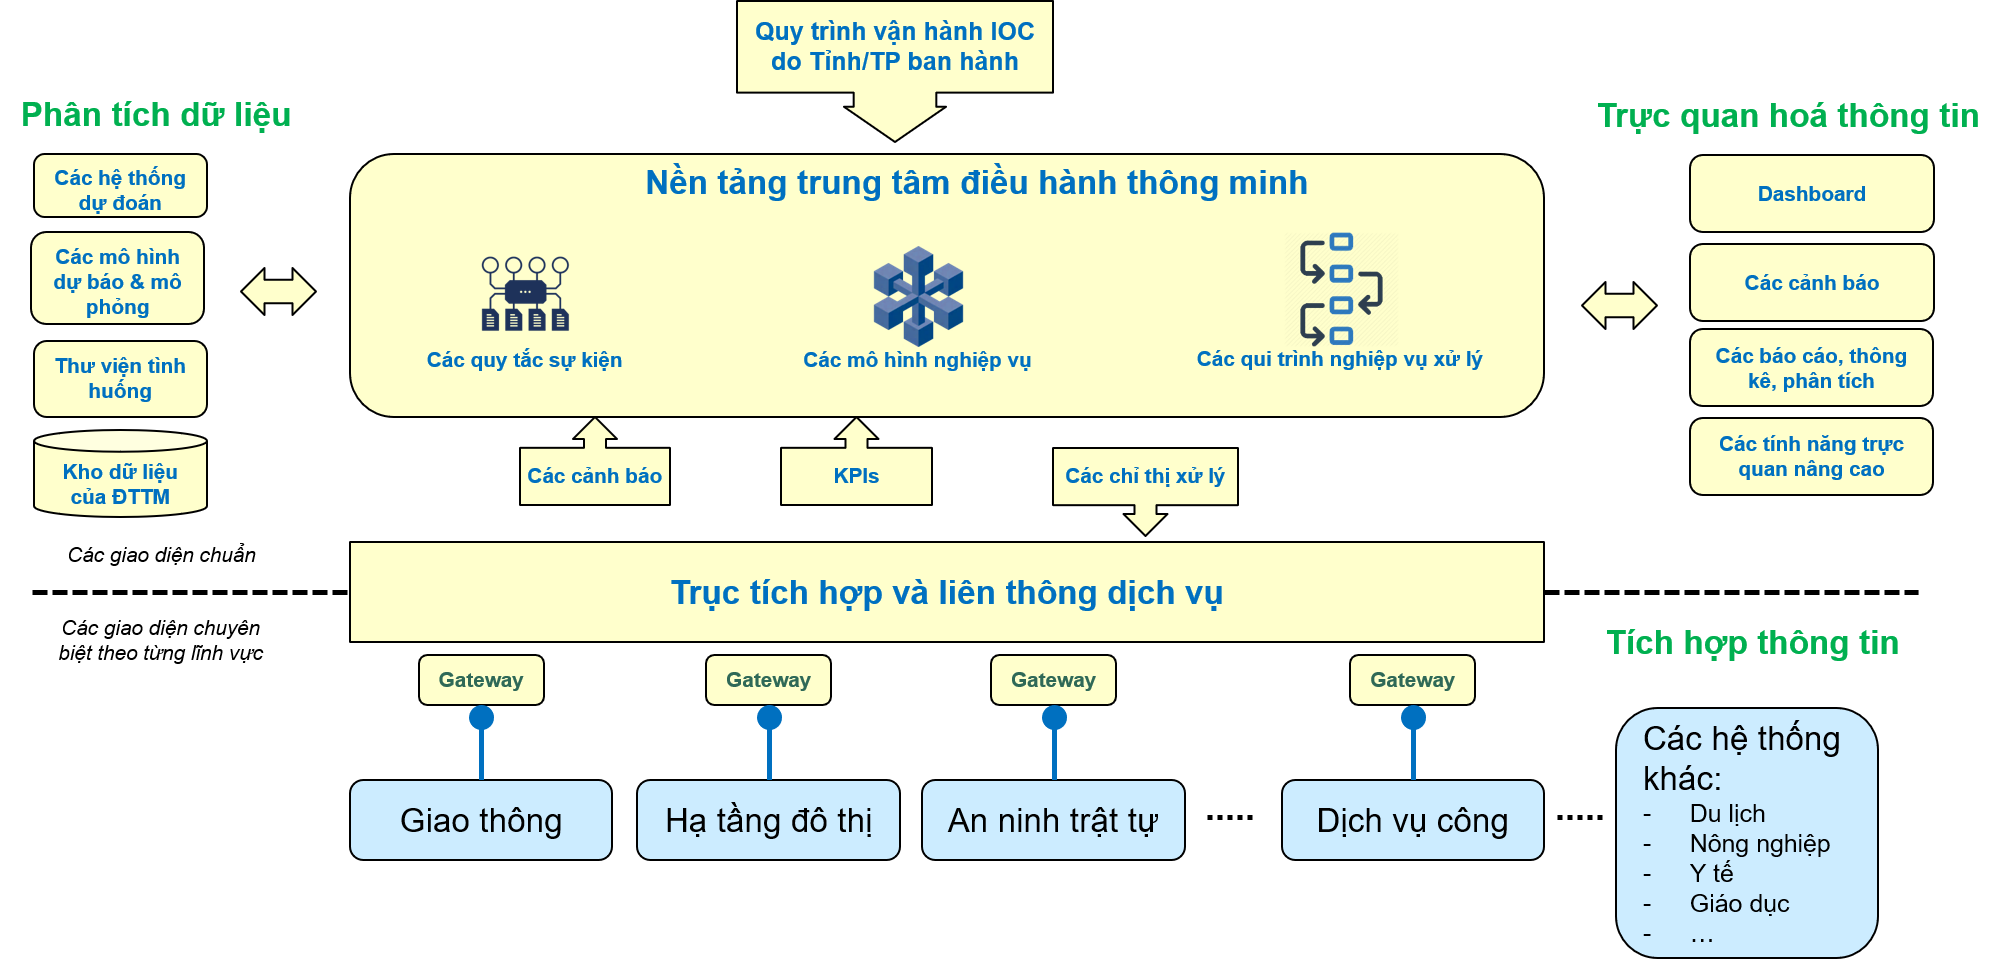 Quy trình vận hành IOC
do Tỉnh/TP ban hành
Phân tích dữ liệu
Trực quan hoá thông tin
Các hệ thống
dự đoán
Các mô hình
dự báo & mô
phỏng
Thư viện tình
huống
Kho dữ liệu
của ĐTTM
Nền tảng trung tâm điều hành thông minh
Các quy tắc sự kiện
Các mô hình nghiệp vụ
Các qui trình nghiệp vụ xử lý
Dashboard
Các cảnh báo
Các báo cáo, thông
kê, phân tích
Các tính năng trực
quan nâng cao
Các cảnh báo
KPIs
Các chỉ thị xử lý
Các giao diện chuẩn
Trục tích hợp và liên thông dịch vụ
Các giao diện chuyên
biệt theo từng lĩnh vực
Tích hợp thông tin
Gateway
Gateway
Gateway
Gateway
Giao thông
Hạ tầng đô thị
An ninh trật tự
.....
Dịch vụ công
.....
Các hệ thống
khác:
- Du lịch
- Nông nghiệp
- Y tế
- Giáo dục
- …